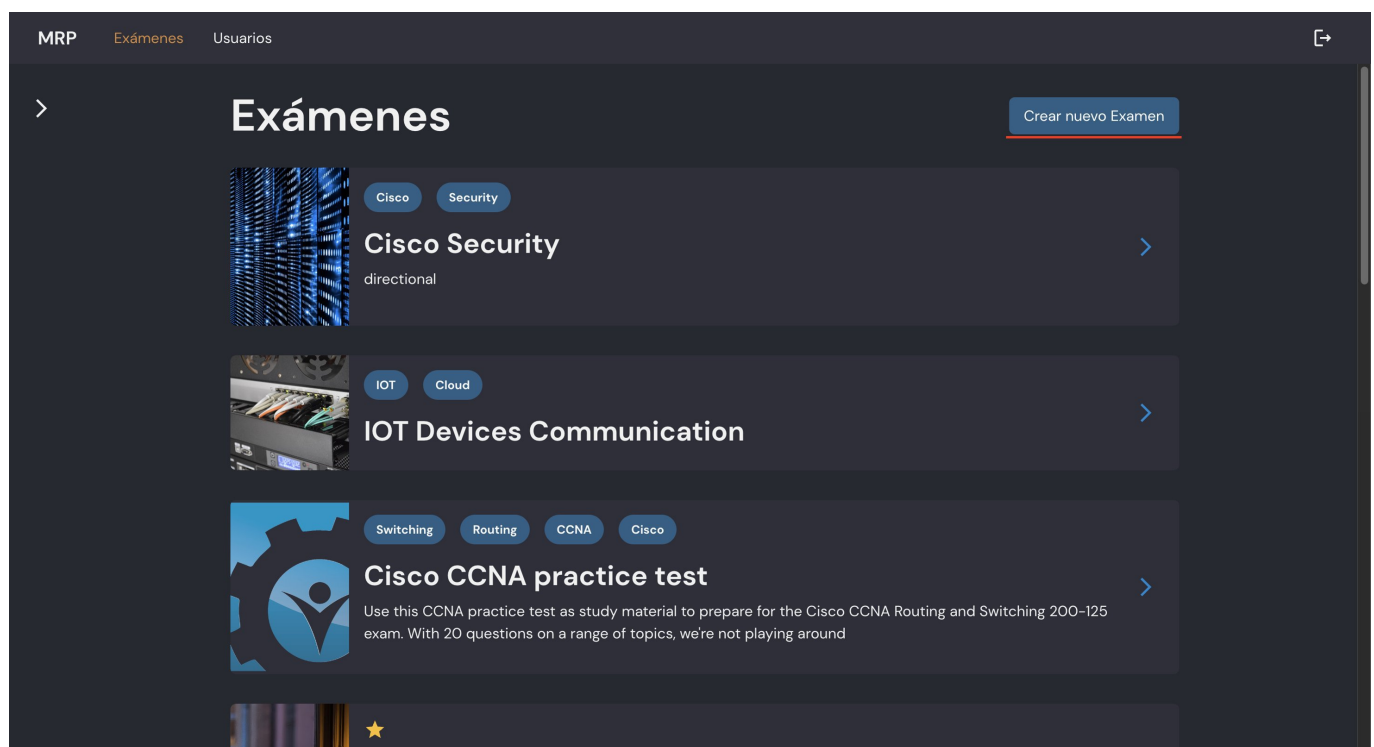 MRP Exámenes Usuarios
Exámenes
Crear nuevo Examen
Cisco Security
Cisco Security
directional
IOT Cloud
IOT Devices Communication
Switching Routing CCNA Cisco
Cisco CCNA practice test
Use this CCNA practice test as study material to prepare for the Cisco CCNA Routing and Switching 200-125
exam. With 20 questions on a range of topics, we're not playing around